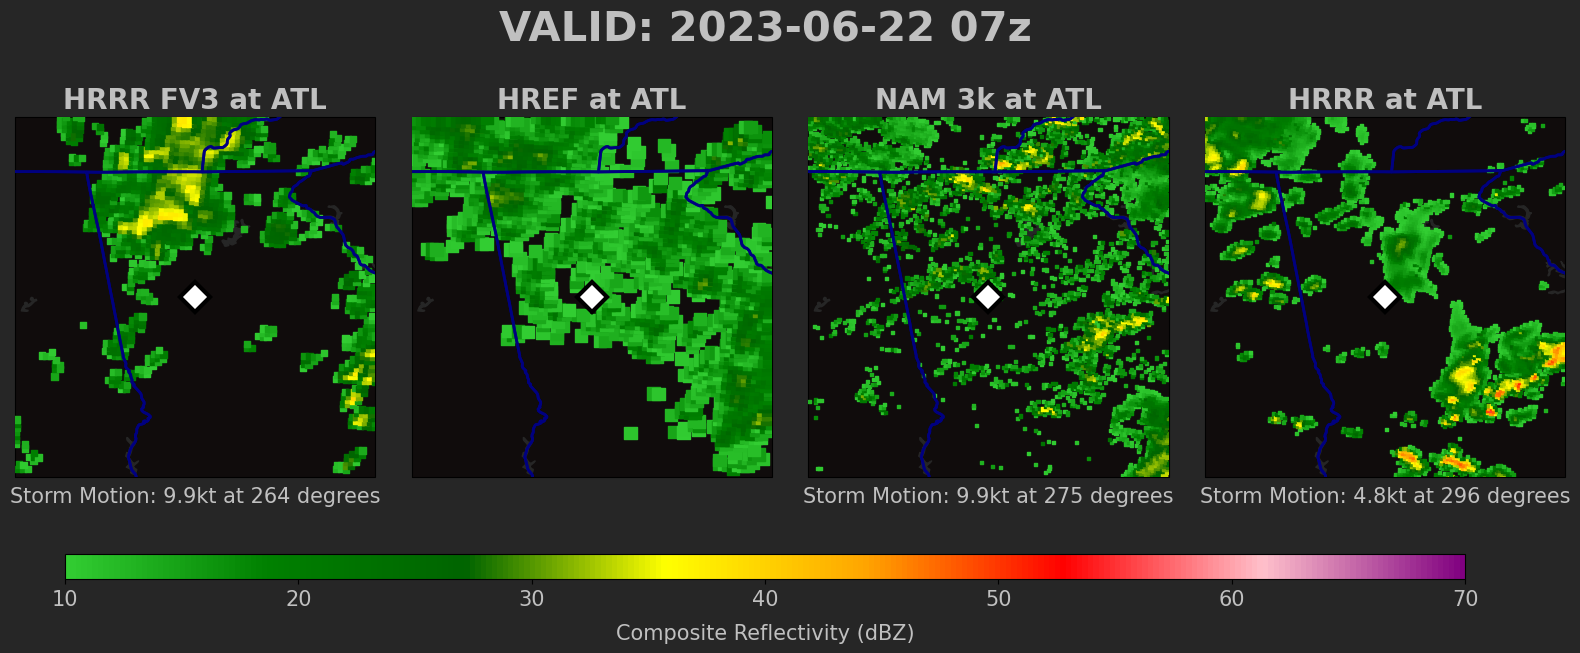 VALID: 2023-06-22 07z
HRRR FV3 at ATL
HREF at ATL
NAM 3k at ATL
HRRR at ATL
Storm Motion: 9.9kt at 264 degrees
Storm Motion: 9.9kt at 275 degrees
Storm Motion: 4.8kt at 296 degrees
10 20 30 40 50 60 70
Composite Reflectivity (dBZ)